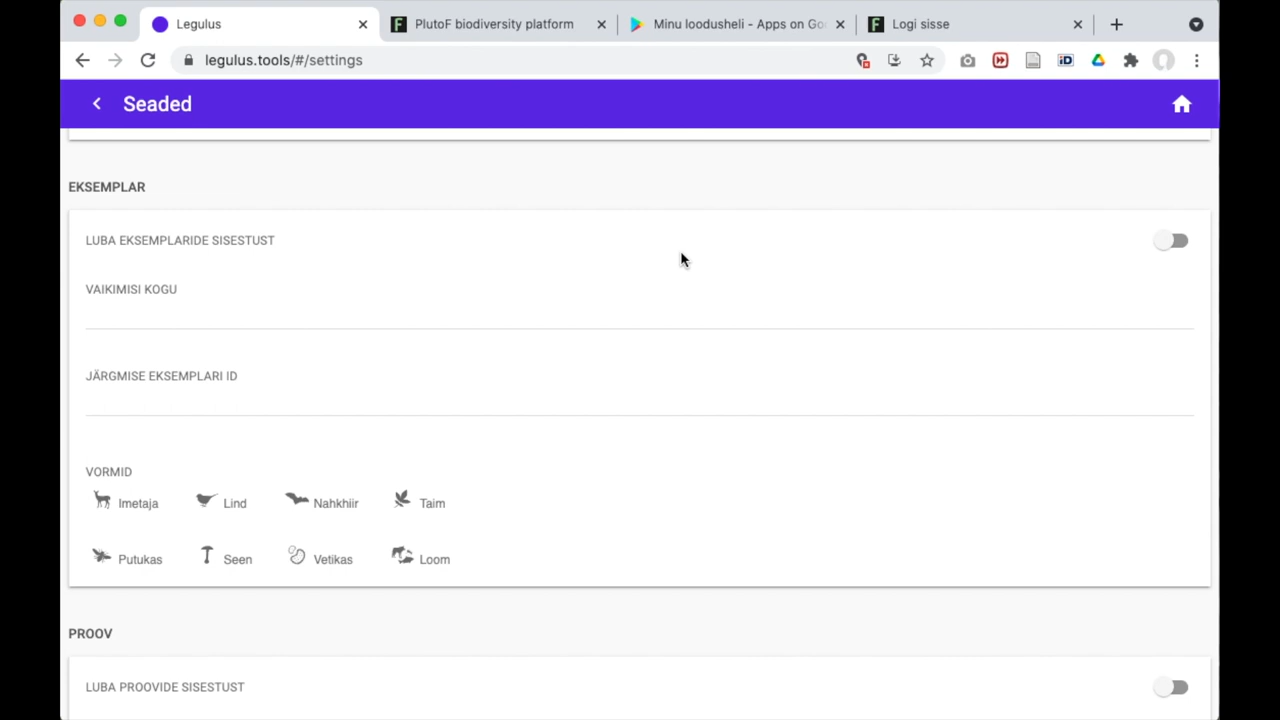 Legulus
PlutoF biodiversity platform
Minu loodusheli - Apps on Go
Logi sisse
legulus.tools/#/settings
Seaded
EKSEMPLAR
LUBA EKSEMPLARIDE SISESTUST
VAIKIMISI KOGU
JÄRGMISE EKSEMPLARI ID
VORMID
Imetaja Lind Nahkhiir Taim
Putukas Seen Vetikas Loom
PROOV
LUBA PROOVIDE SISESTUST